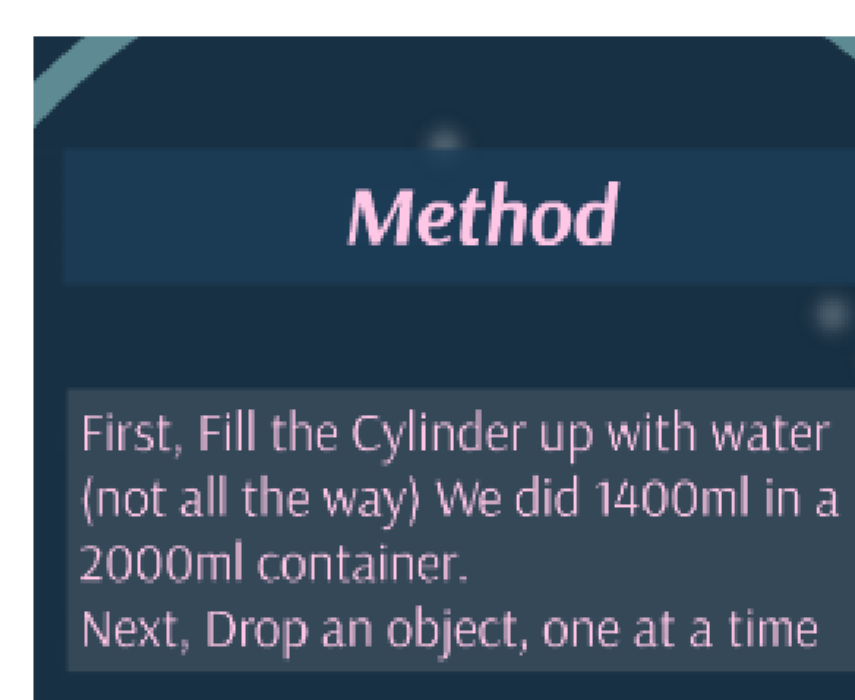 Method
First, Fill the Cylinder up with water
(not all the way) We did 1400ml in a
2000ml container.
Next, Drop an object, one at a time